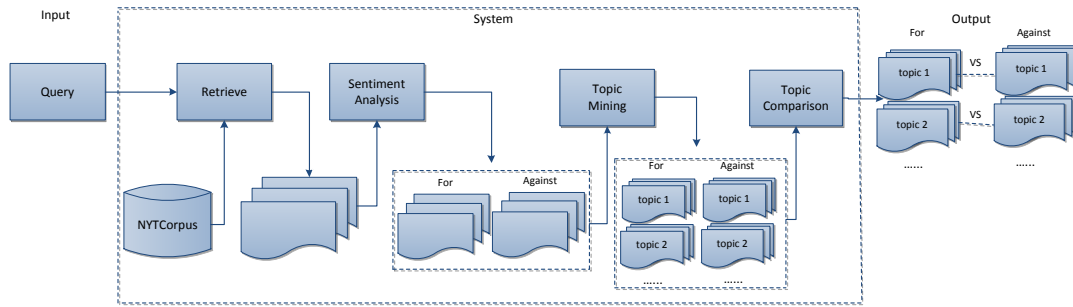 Input
System
Output
Query
Retrieve
NYTCorpus
Sentiment
Analysis
For
Against
Topic
Mining
For
Against
topic 1
topic 1
topic 2
topic 2
......
......
Topic
Comparison
For
Against
topic 1
vs
topic 1
topic 2
vs
topic 2
......
......